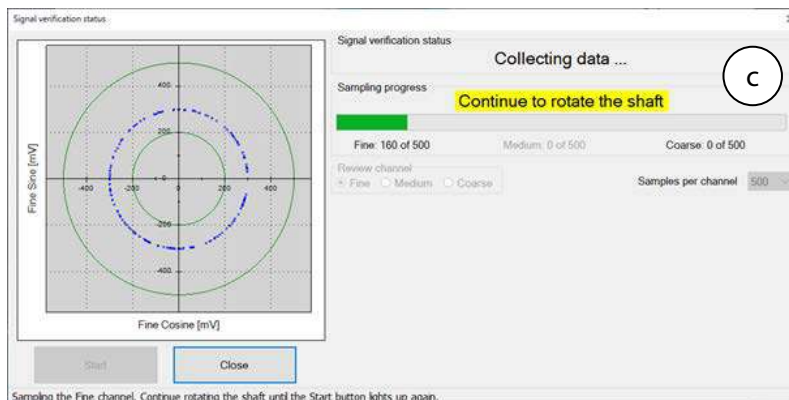 Signal verification status
Signal verification status
Collecting data ...
C
Sampling progress
Continue to rotate the shaft
Fine: 160 of 500 Medium: 0 of 500 Coarse: 0 of 500
Review channel
Fine Medium Coarse
Samples per channel 500
Fine Sine [mV]
400
200
-400 -200 0 200 400
-200
-400
Fine Cosine [mV]
Start Close
Sampling the Fine channel. Continue rotating the shaft until the Start button lights up again.